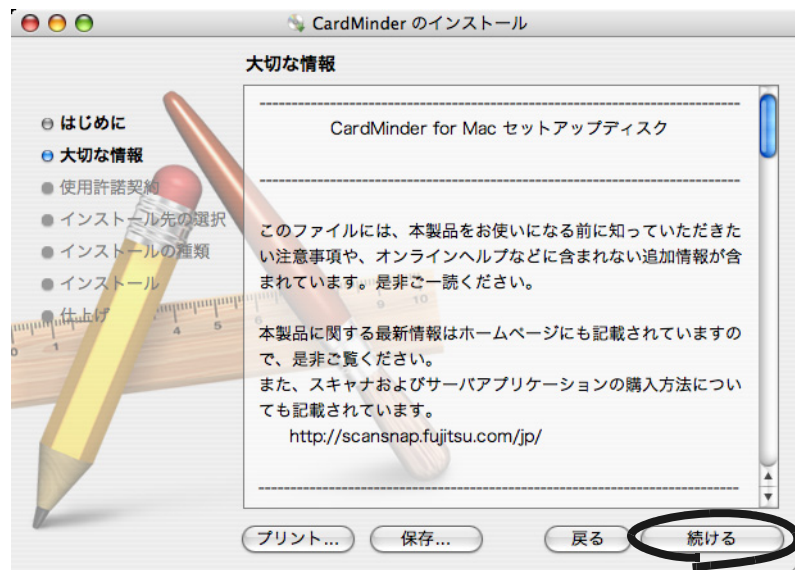 CardMinder のインストール
大切な情報
はじめに
大切な情報
使用許諾契約
インストール先の選択
インストールの種類
インストール
仕上げ
----------------------------------------------------------------------
CardMinder for Mac セットアップディスク
----------------------------------------------------------------------
このファイルには、本製品をお使いになる前に知っていただきた
い注意事項や、オンラインヘルプなどに含まれない追加情報が含
まれています。是非ご一読ください。
本製品に関する最新情報はホームページにも記載されていますの
で、是非ご覧ください。
また、スキャナおよびサーバアプリケーションの購入方法につい
ても記載されています。
http://scansnap.fujitsu.com/jp/
----------------------------------------------------------------------
0 1 4 5 6 9 10
プリント... 保存... 戻る 続ける